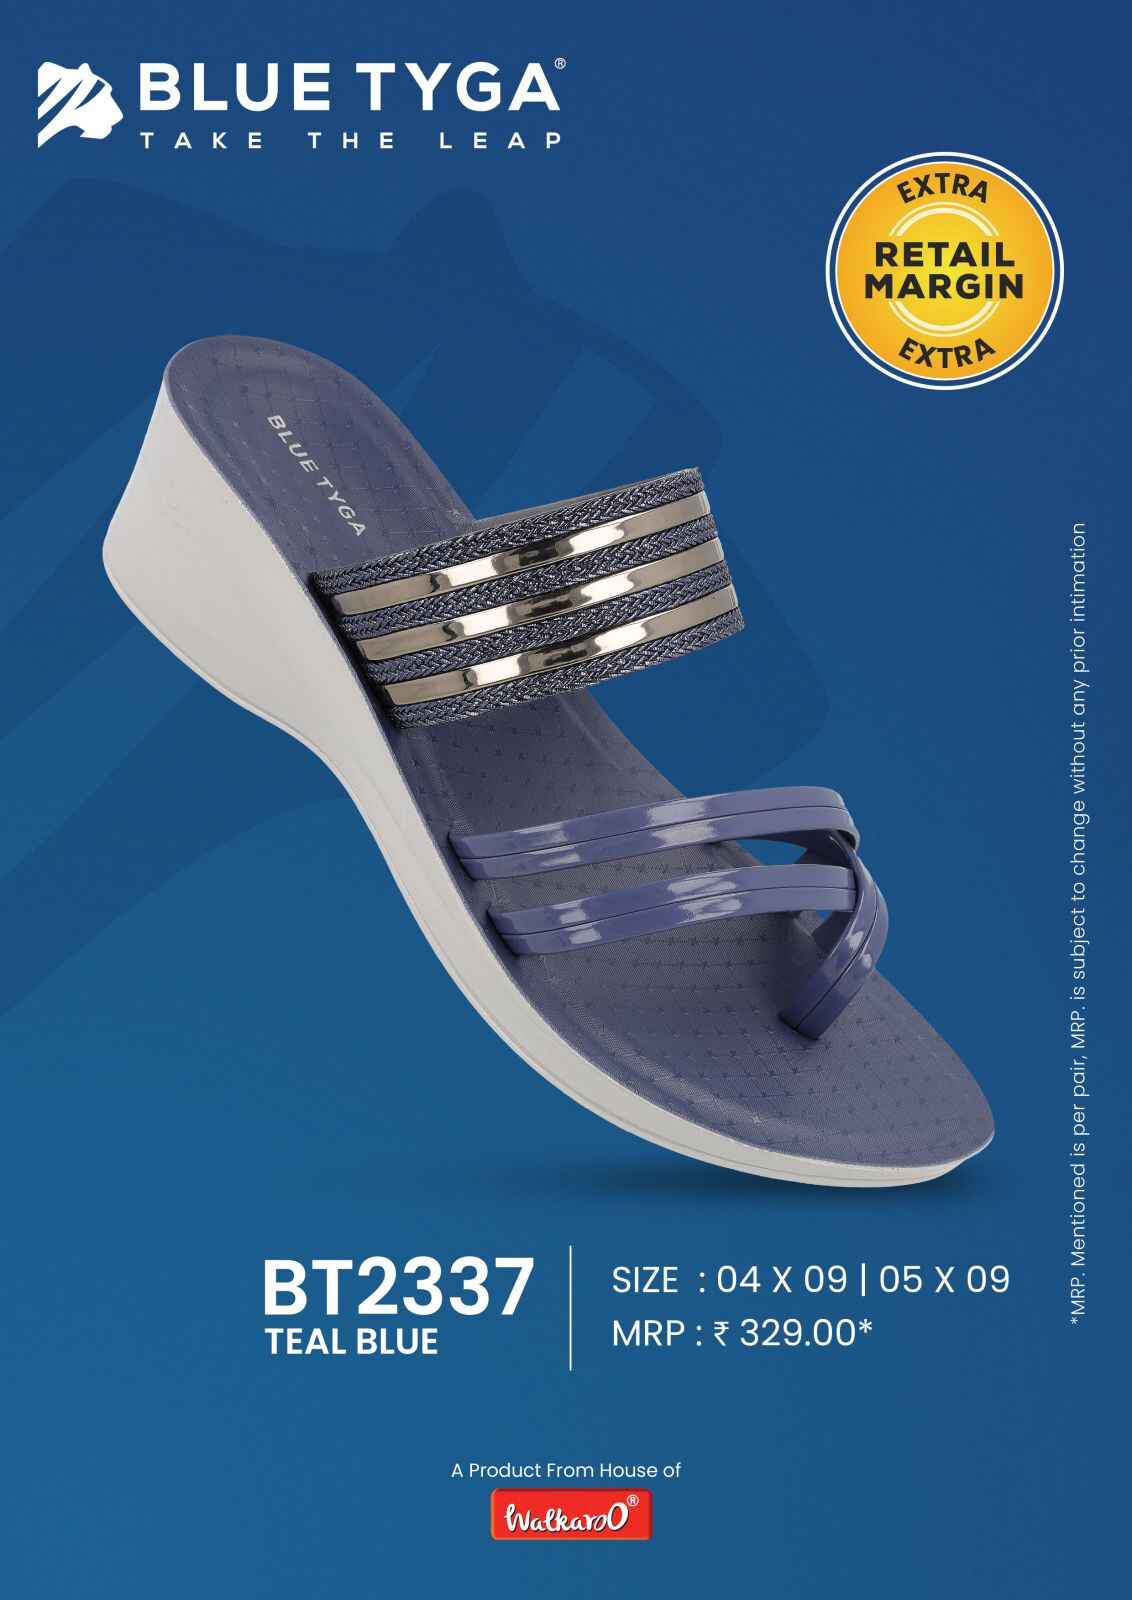 BLUE TYGA®
TAKE THE LEAP
EXTRA
RETAIL
MARGIN
EXTRA
BLUE TYGA
*MRP. Mentioned is per pair, MRP. is subject to change without any prior intimation
BT2337
TEAL BLUE
SIZE : 04 X 09 | 05 X 09
MRP : ₹ 329.00*
A Product From House of
WalkaroO®